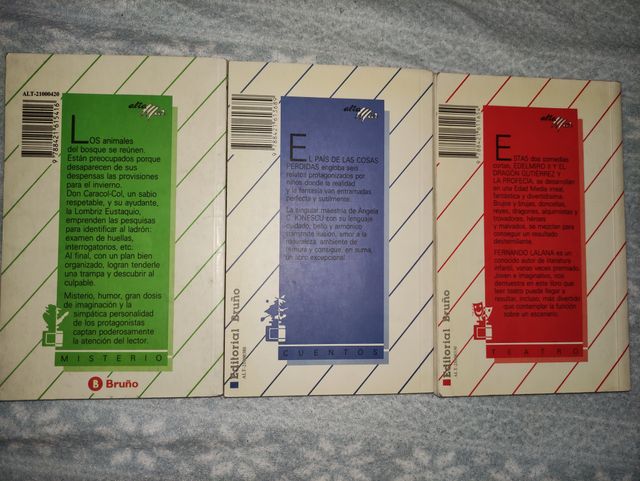 ALT-21000420
9 788421 615416
alta mar
LOS animales
del bosque se reúnen.
Están preocupados porque
desaparecen de sus
despensas las provisiones
para el invierno.
Don Caracol-Col, un sabio
respetable, y su ayudante,
la Lombriz Eustaquio,
emprenden las pesquisas
para identificar al ladrón:
examen de huellas,
interrogatorios, etc.
Al final, con un plan bien
organizado, logran tenderle
una trampa y descubrir al
culpable.
Misterio, humor, gran dosis
de imaginación y la
simpática personalidad
de los protagonistas
captan poderosamente
la atención del lector.
MISTERIO
B Bruño
alta mar
EL PAÍS DE LAS COSAS
PERDIDAS engloba seis
relatos protagonizados por
niños donde la realidad
y la fantasía van entramadas
perfecta y sutilmente.
La singular maestría de Ángela
C. IONESCU con su lenguaje
cuidado, bello y armónico
transmite ilusión, amor a la
naturaleza, ambiente de
ternura y consigue, en suma,
un libro excepcional.
CUENTOS
Editorial Bruño
alta mar
ESTAS dos comedias
cortas, EDELMIRO II Y EL
DRAGÓN GUTIÉRREZ Y
LA PROFECÍA, se desarrollan
en una Edad Media irreal,
fantástica y divertidísima.
Brujos y brujas, doncellas,
reyes, dragones, alquimistas y
trovadores, héroes
y malvados, se mezclan para
conseguir un resultado
desternillante.
FERNANDO LALANA es un
conocido autor de literatura
infantil, varias veces premiado.
Joven e imaginativo, nos
demuestra en este libro que
leer teatro puede llegar a
resultar, incluso, más divertido
que contemplar la función
sobre un escenario.
TEATRO
Editorial Bruño